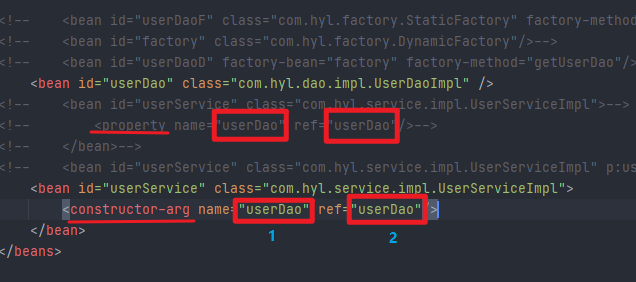 <!--    <bean id="userDaoF" class="com.hyl.factory.StaticFactory" factory-method
<!--    <bean id="factory" class="com.hyl.factory.DynamicFactory"/>-->
<!--    <bean id="userDaoD" factory-bean="factory" factory-method="getUserDao"/>
<bean id="userDao" class="com.hyl.dao.impl.UserDaoImpl" />
<!--    <bean id="userService" class="com.hyl.service.impl.UserServiceImpl">-->
<!--        <property name="userDao" ref="userDao"/>-->
<!--    </bean>-->
<!--    <bean id="userService" class="com.hyl.service.impl.UserServiceImpl" p:us
<bean id="userService" class="com.hyl.service.impl.UserServiceImpl">
<constructor-arg name="userDao" ref="userDao"/>
</bean>
1 2
</beans>